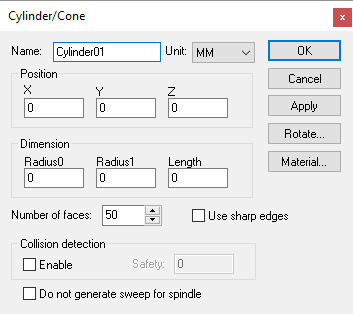 Cylinder/Cone
x
Name: Cylinder01 Unit: MM OK
Position Cancel
X Y Z
0 0 0 Apply
Rotate...
Dimension
Radius0 Radius1 Length Material...
0 0 0
Number of faces: 50 Use sharp edges
Collision detection
Enable Safety: 0
Do not generate sweep for spindle